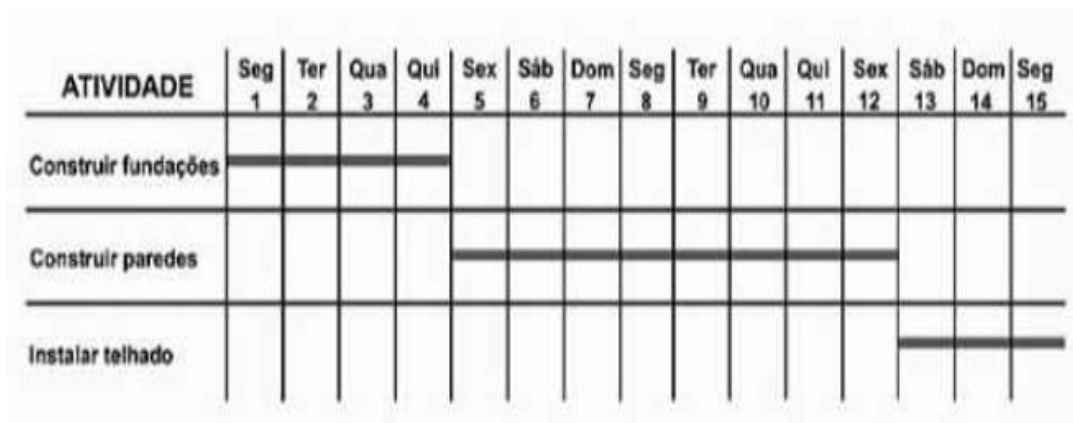 ATIVIDADE Seg Ter Qua Qui Sex Sáb Dom Seg Ter Qua Qui Sex Sáb Dom Seg
1 2 3 4 5 6 7 8 9 10 11 12 13 14 15
Construir fundações
Construir paredes
Instalar telhado